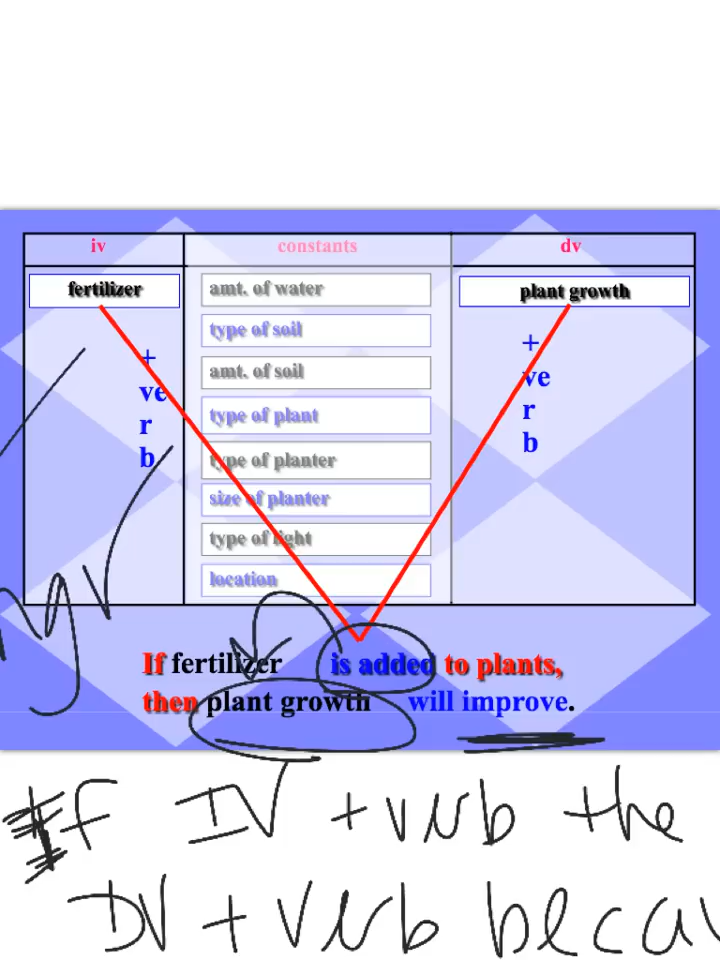 iv constants dv
fertilizer
amt. of water
type of soil
amt. of soil
type of plant
type of planter
size of planter
type of light
location
plant growth
+
ve
r
b
+
ve
r
b
If fertilizer is added to plants,
then plant growth will improve.
If IV + verb the
DV + verb becau